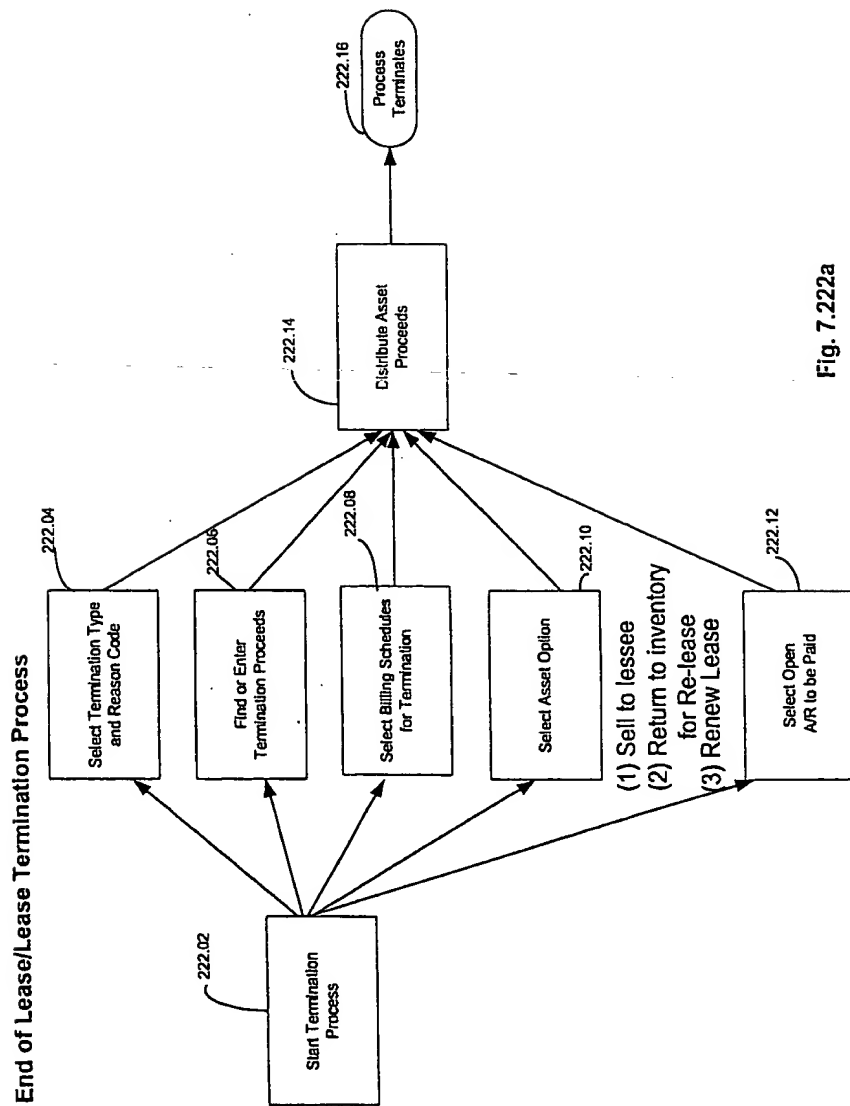 End of Lease/Lease Termination Process
222.02
Start Termination
Process
222.04
Select Termination Type
and Reason Code
222.06
Find or Enter
Termination Proceeds
222.08
Select Billing Schedules
for Termination
222.10
Select Asset Option
(1) Sell to lessee
(2) Return to inventory
for Re-lease
(3) Renew Lease
222.12
Select Open
A/R to be Paid
222.14
Distribute Asset
Proceeds
222.16
Process
Terminates
Fig. 7.222a